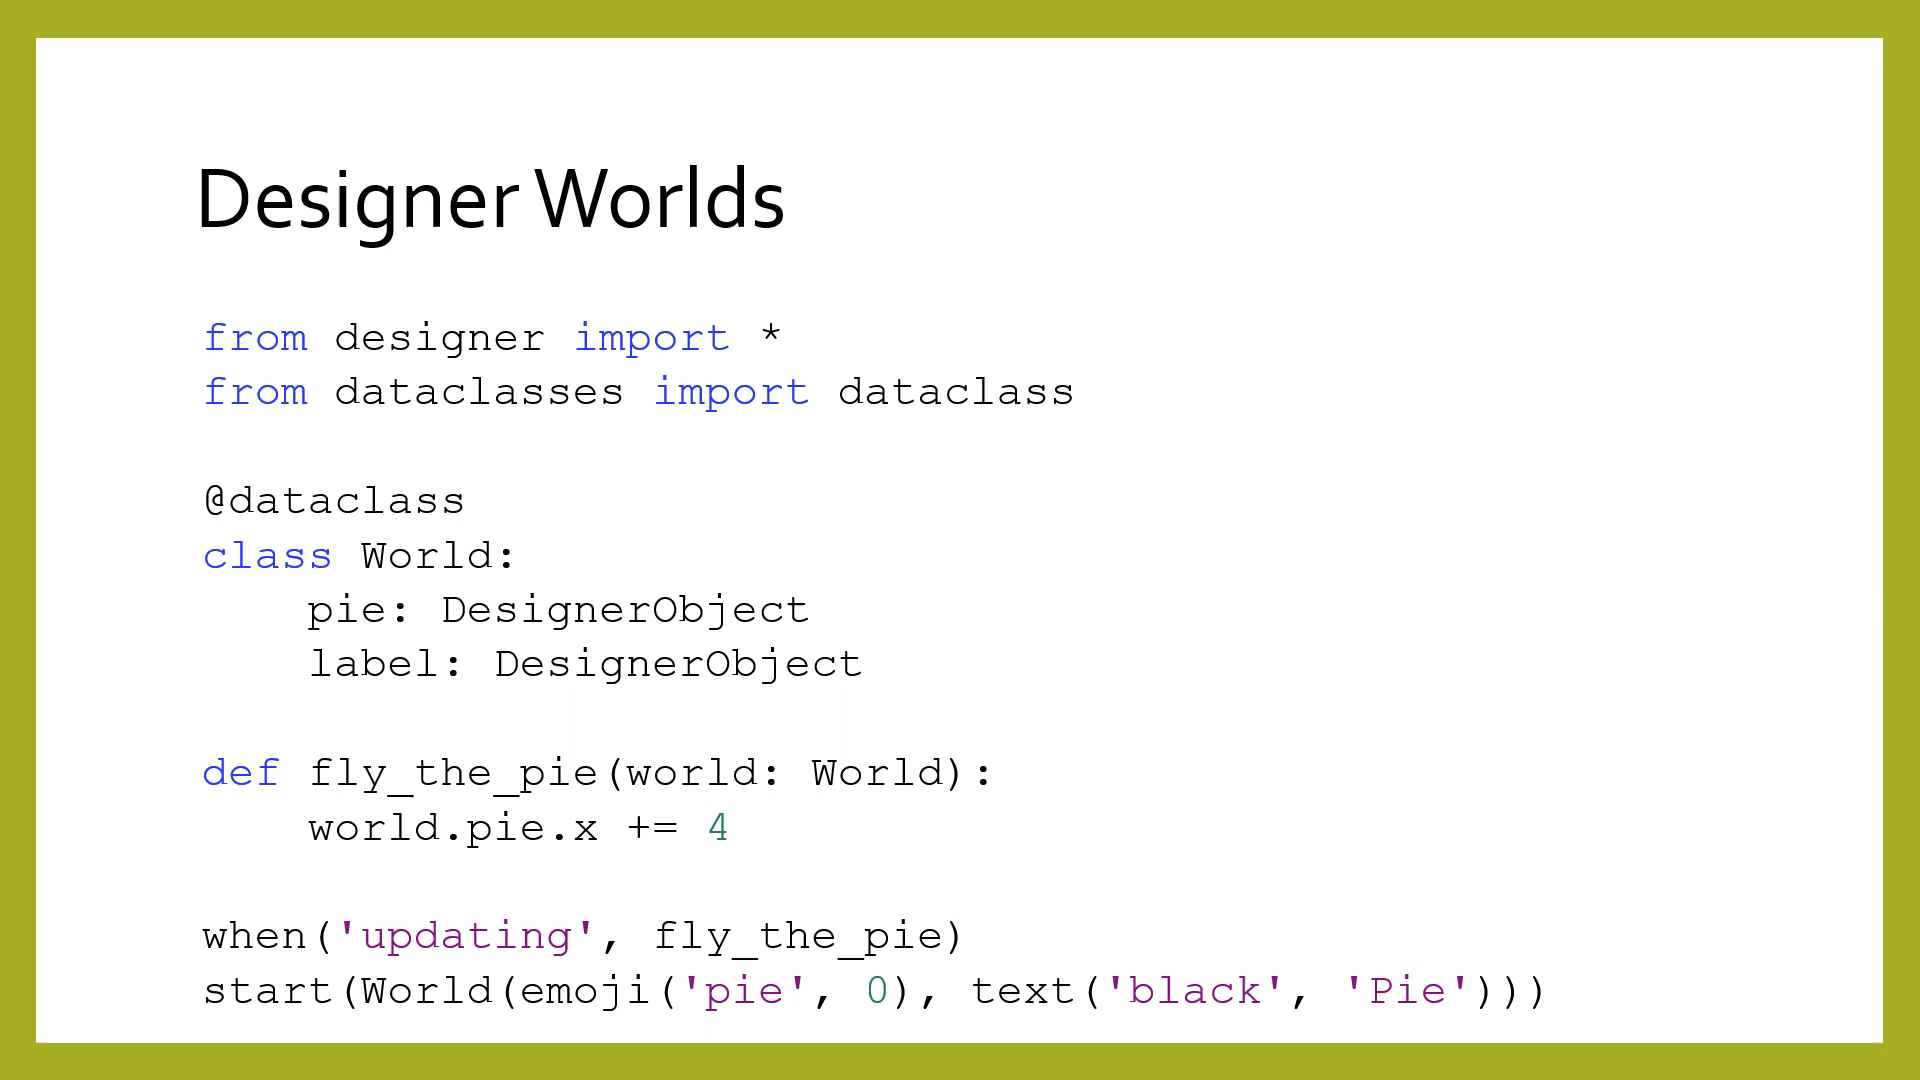 Designer Worlds
from designer import *
from dataclasses import dataclass
@dataclass
class World:
    pie: DesignerObject
    label: DesignerObject
def fly_the_pie(world: World):
    world.pie.x += 4
when('updating', fly_the_pie)
start(World(emoji('pie', 0), text('black', 'Pie')))